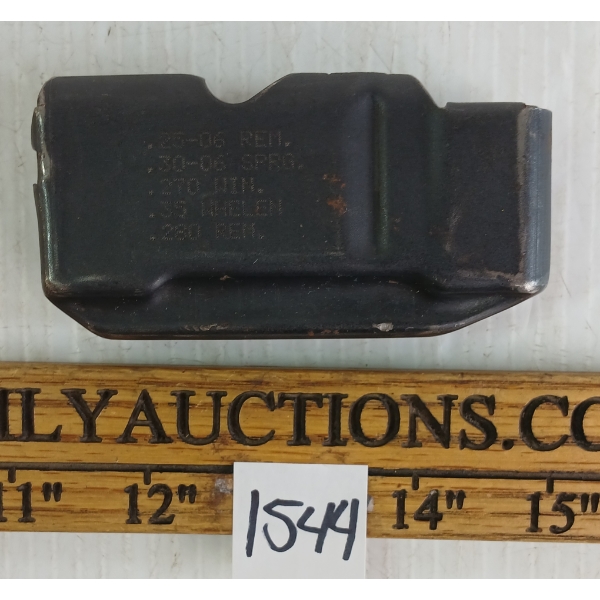 .25-06 REM.
.30-06 SPRG.
.270 WIN.
.35 WHELEN
.280 REM.
ILYAUCTIONS.CO
11" 12" 14" 15"
1544